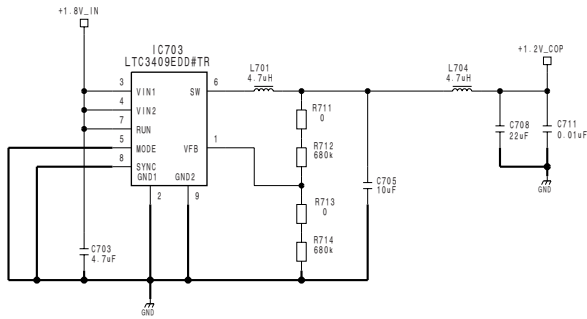 +1.8V_IN
IC703
LTC3409EDD#TR
3 VIN1
4 VIN2
7 RUN
5 MODE
8 SYNC
GND1
GND2
SW 6
VFB 1
2
9
L701
4.7uH
R711
0
R712
680k
R713
0
R714
680k
C705
10uF
L704
4.7uH
+1.2V_COP
C708
22uF
C711
0.01uF
GND
C703
4.7uF
GND